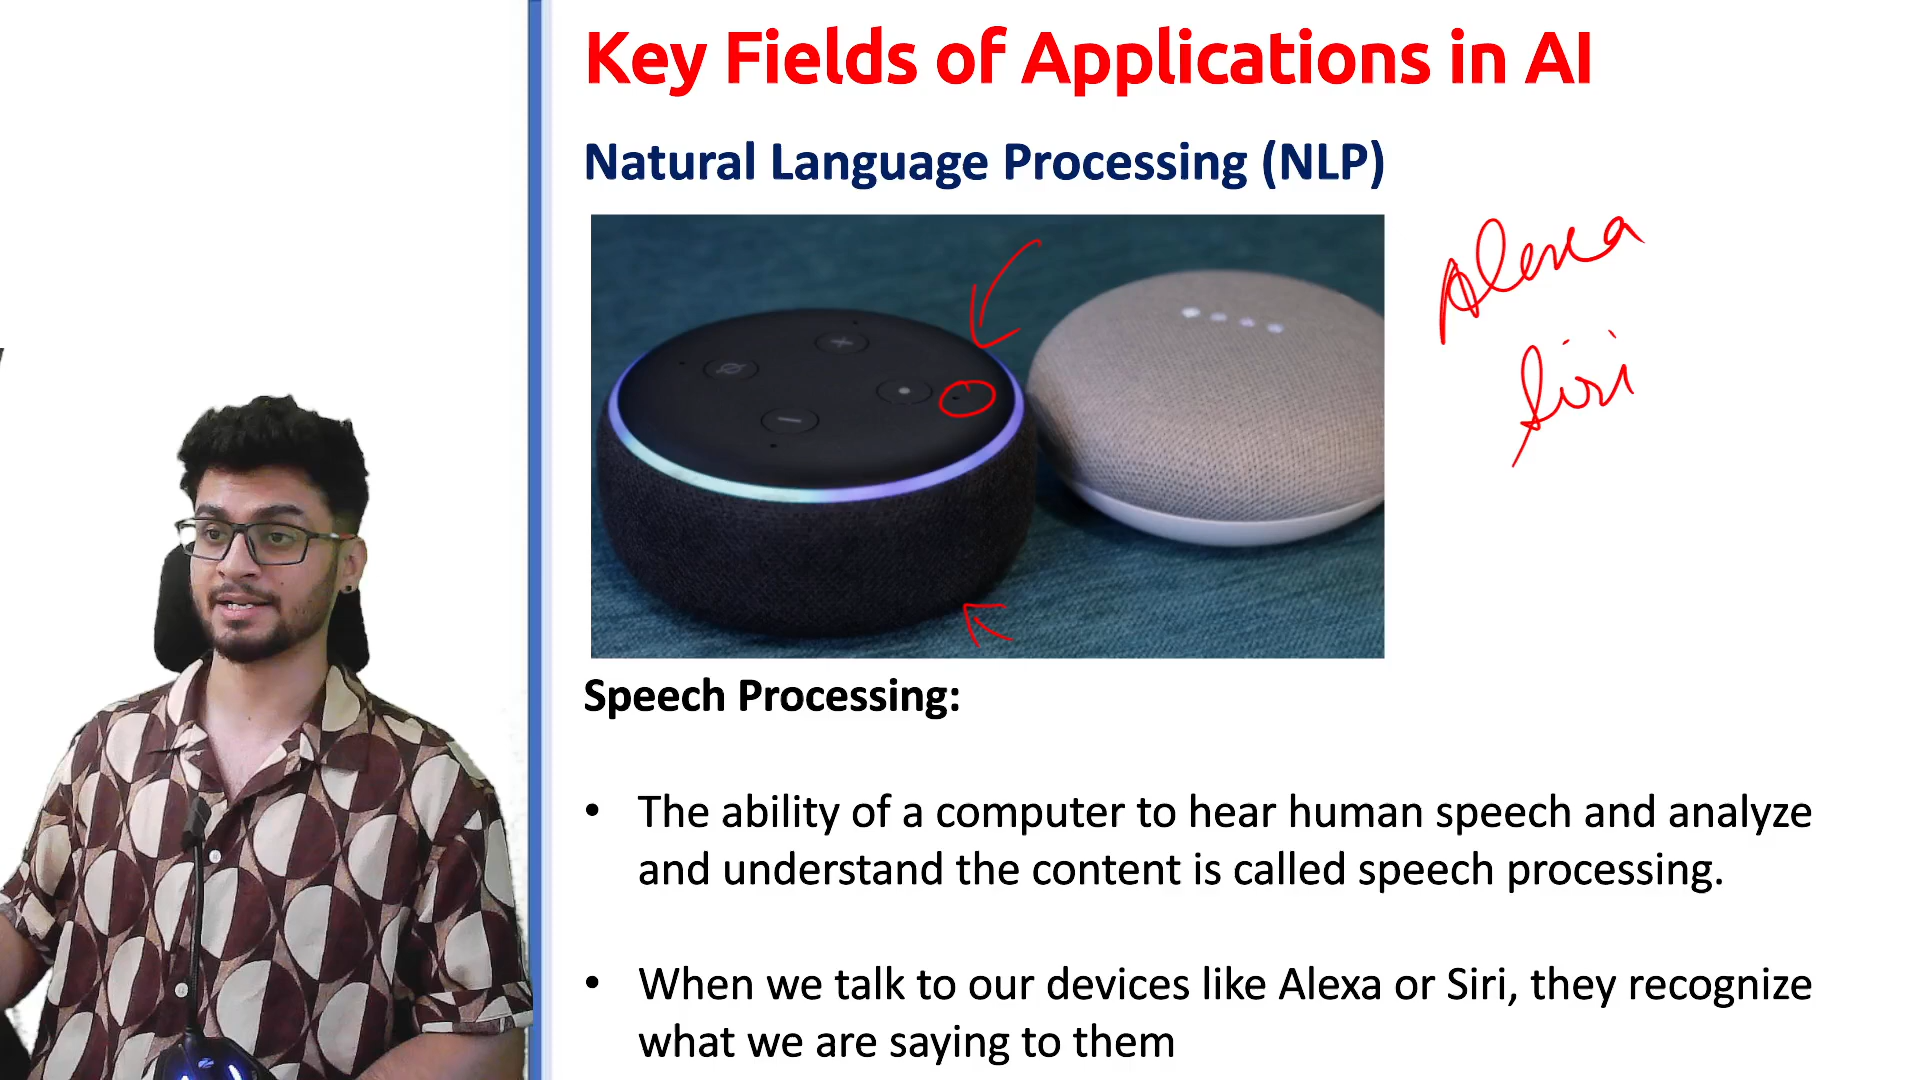 Key Fields of Applications in AI
Natural Language Processing (NLP)
Alexa
Siri
Speech Processing:
• The ability of a computer to hear human speech and analyze
and understand the content is called speech processing.
• When we talk to our devices like Alexa or Siri, they recognize
what we are saying to them